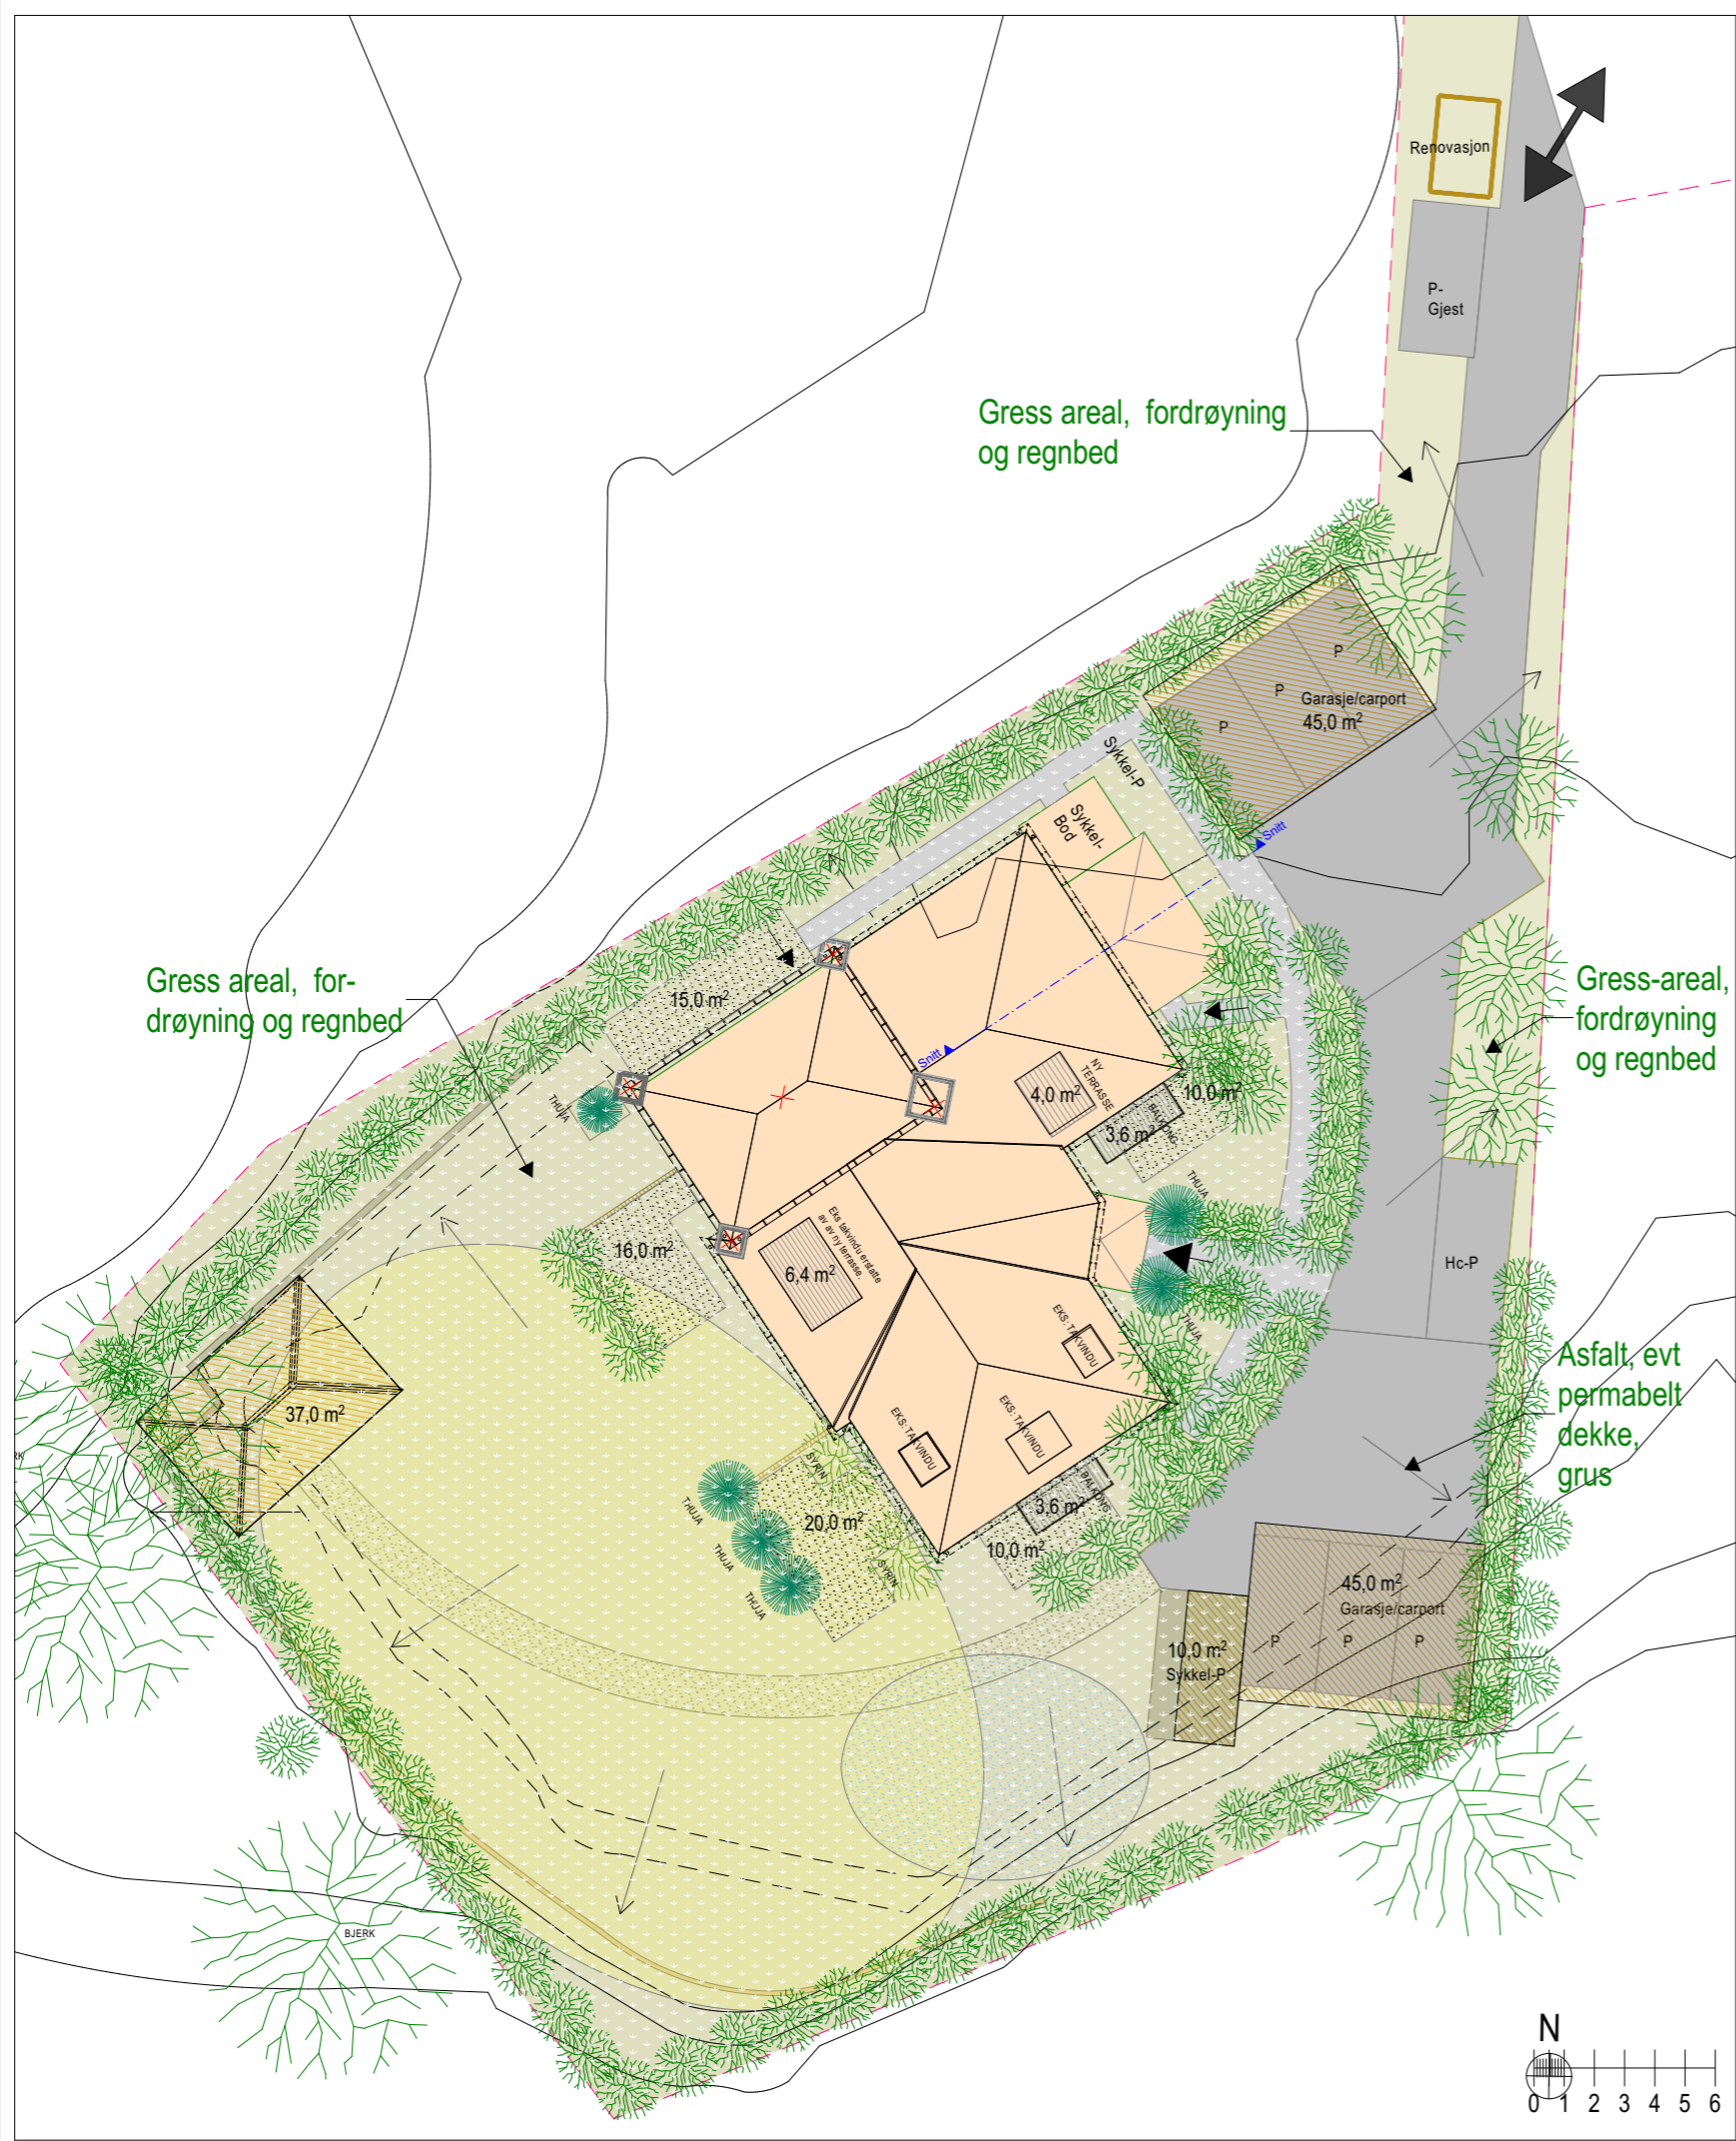 Renovasjon
P-
Gjest
Gress areal, fordrøyning
og regnbed
P
P
P
Garasje/carport
45,0 m²
Sykkel-P
Sykkel-
Bod
Snitt
Gress areal, for-
drøyning og regnbed
15,0 m²
Gress-areal,
fordrøyning
og regnbed
Snitt
NY
TERRASSE
4,0 m²
10,0 m²
BALKONG
3,6 m²
THUJA
THUJA
16,0 m²
Eks takvindu erstatte
av av ny terrasse.
6,4 m²
Hc-P
THUJA
EKS: TAKVINDU
Asfalt, evt
permabelt
dekke,
grus
37,0 m²
EKS: TAKVINDU
EKS: TAKVINDU
RK
SYRIN
BALKONG
3,6 m²
THUJA
20,0 m²
10,0 m²
THUJA
SYRIN
THUJA
45,0 m²
Garasje/carport
P
P
P
10,0 m²
Sykkel-P
BJERK
N
0 1 2 3 4 5 6